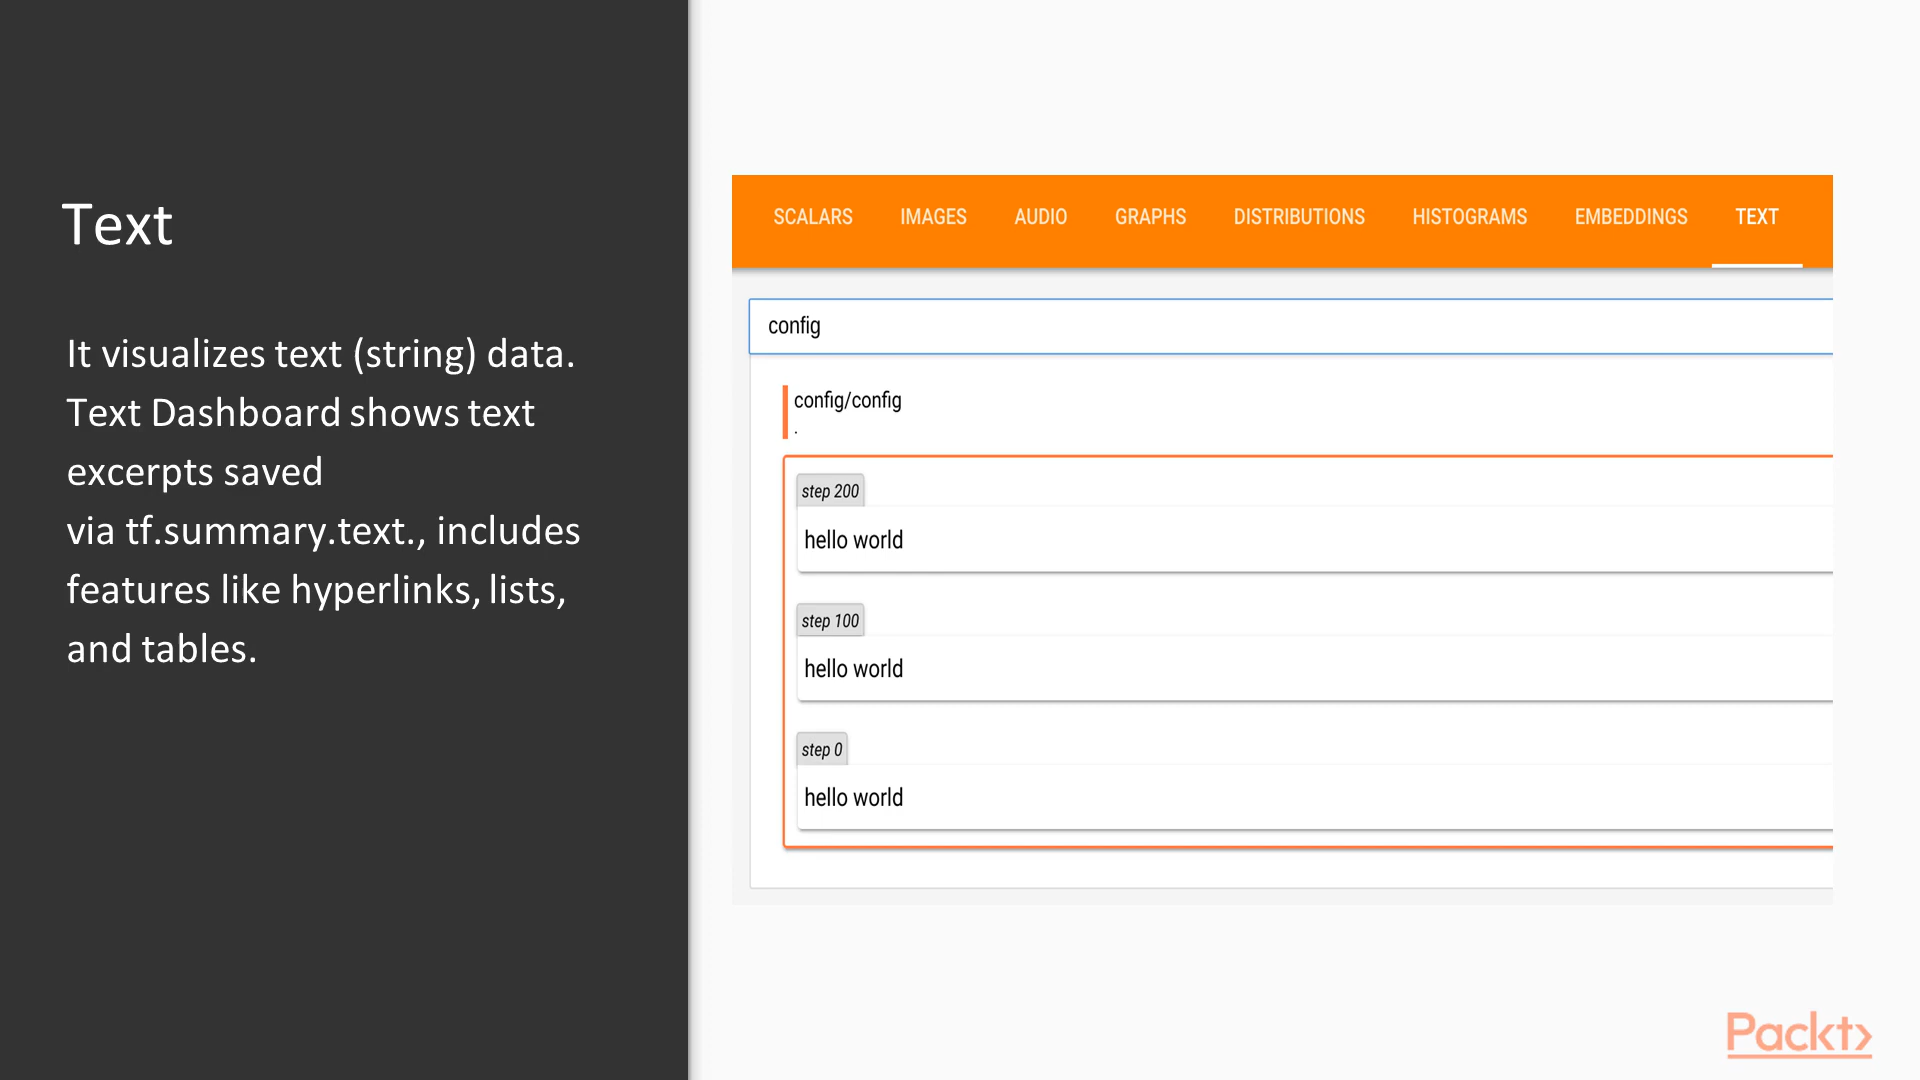 Text
It visualizes text (string) data.
Text Dashboard shows text
excerpts saved
via tf.summary.text., includes
features like hyperlinks, lists,
and tables.
SCALARS IMAGES AUDIO GRAPHS DISTRIBUTIONS HISTOGRAMS EMBEDDINGS TEXT
config
config/config
.
step 200
hello world
step 100
hello world
step 0
hello world
Packt>